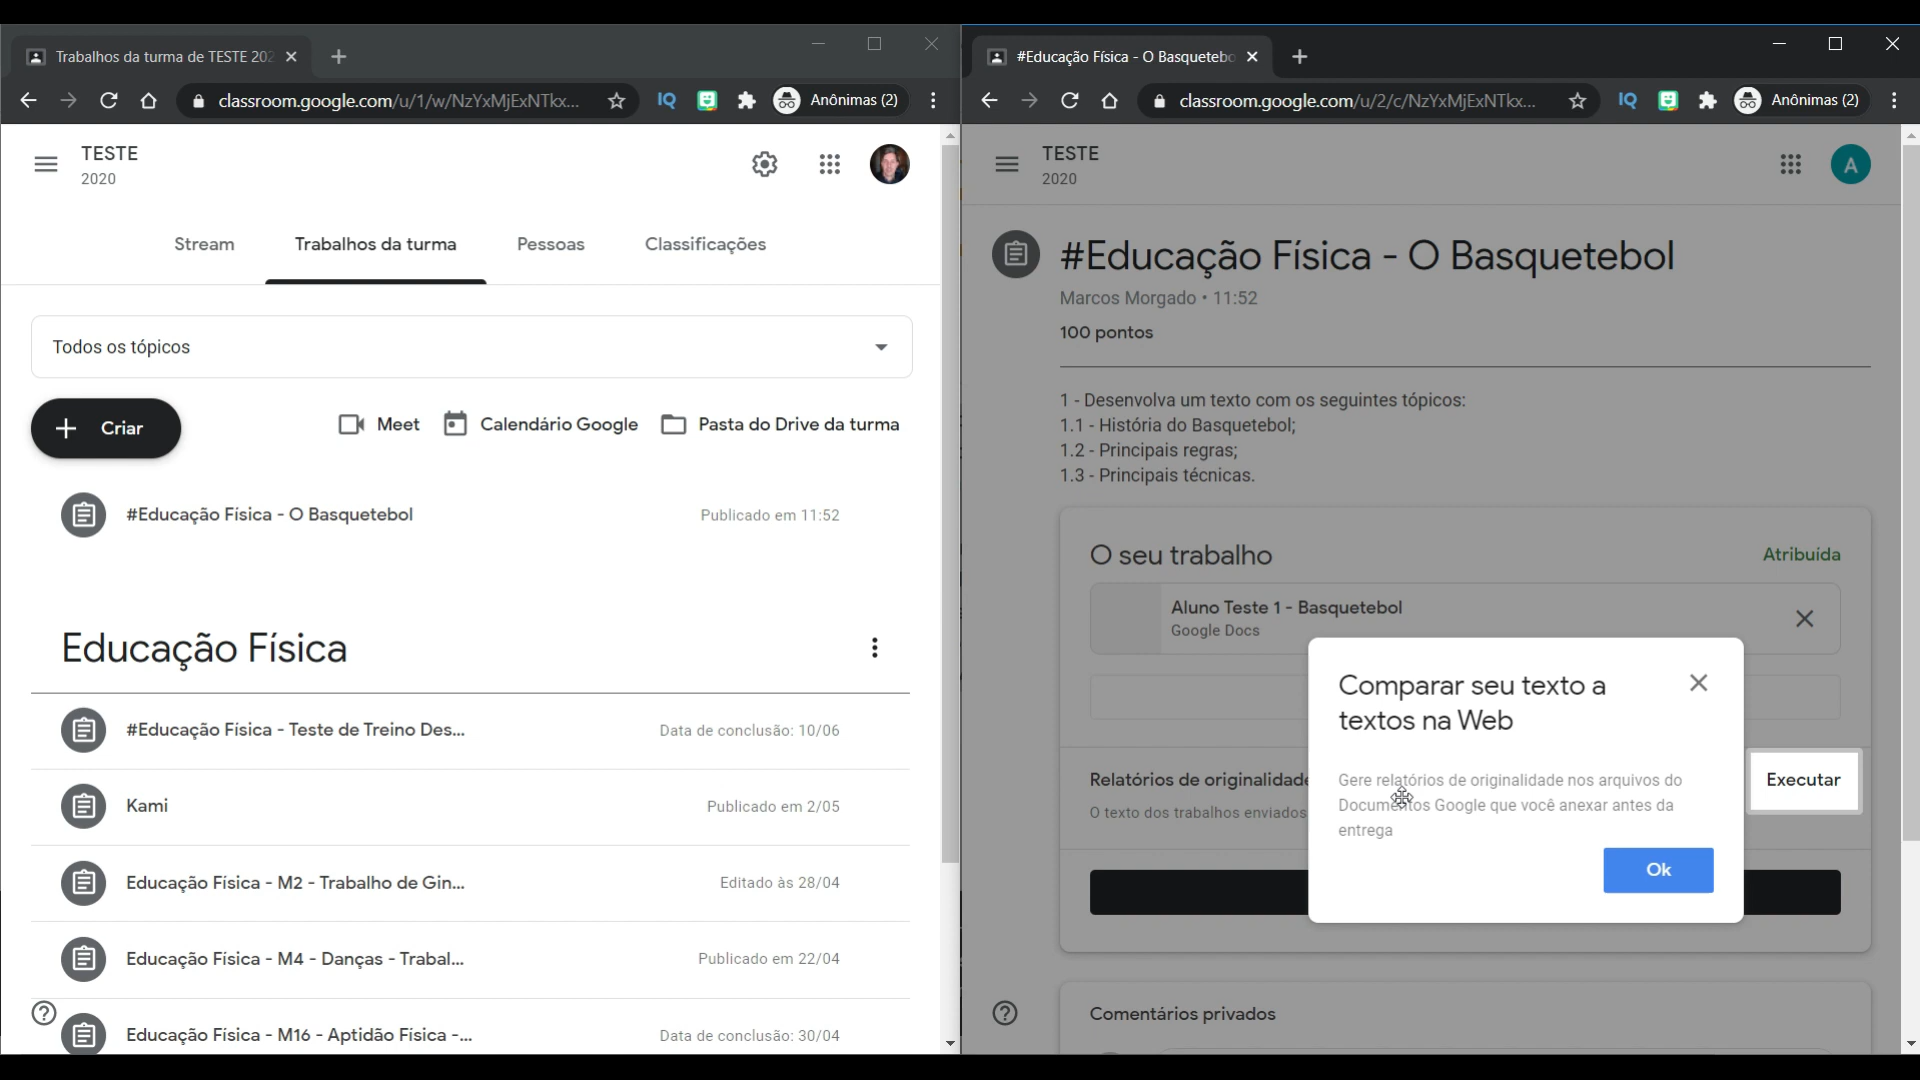 Trabalhos da turma de TESTE 202
classroom.google.com/u/1/w/NzYxMjExNTkx...
IQ
Anônimas (2)
TESTE
2020
Stream
Trabalhos da turma
Pessoas
Classificações
Todos os tópicos
+ Criar
Meet
Calendário Google
Pasta do Drive da turma
#Educação Física - O Basquetebol
Publicado em 11:52
Educação Física
#Educação Física - Teste de Treino Des...
Data de conclusão: 10/06
Kami
Publicado em 2/05
Educação Física - M2 - Trabalho de Gin...
Editado às 28/04
Educação Física - M4 - Danças - Trabal...
Publicado em 22/04
Educação Física - M16 - Aptidão Física -...
Data de conclusão: 30/04
#Educação Física - O Basquetebo
classroom.google.com/u/2/c/NzYxMjExNTkx...
IQ
Anônimas (2)
TESTE
2020
A
#Educação Física - O Basquetebol
Marcos Morgado • 11:52
100 pontos
1 - Desenvolva um texto com os seguintes tópicos:
1.1 - História do Basquetebol;
1.2 - Principais regras;
1.3 - Principais técnicas.
O seu trabalho
Atribuída
Aluno Teste 1 - Basquetebol
Google Docs
Relatórios de originalidade
O texto dos trabalhos enviados
Executar
Comparar seu texto a
textos na Web
Gere relatórios de originalidade nos arquivos do
Documentos Google que você anexar antes da
entrega
Ok
Comentários privados